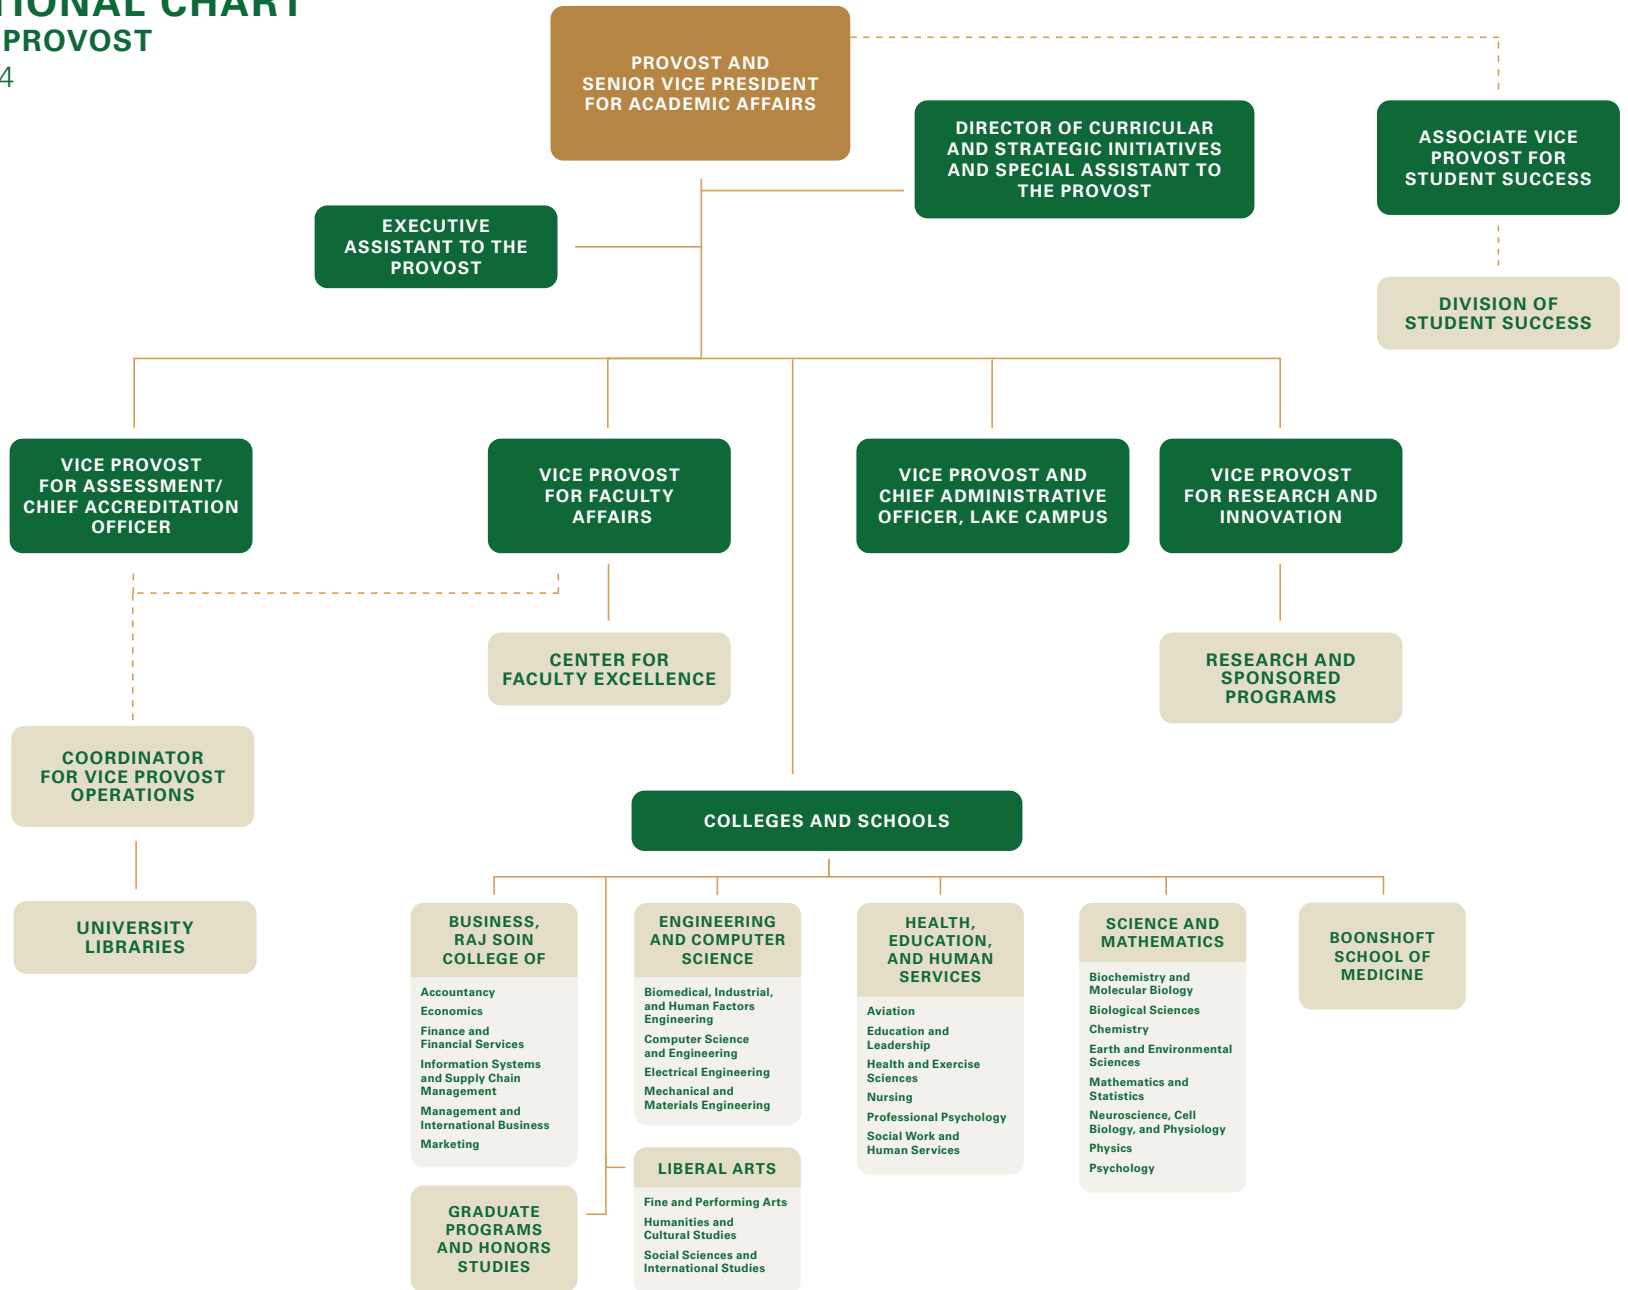 PROVOST
4
PROVOST AND
SENIOR VICE PRESIDENT
FOR ACADEMIC AFFAIRS
DIRECTOR OF CURRICULAR
AND STRATEGIC INITIATIVES
AND SPECIAL ASSISTANT TO
THE PROVOST
ASSOCIATE VICE
PROVOST FOR
STUDENT SUCCESS
EXECUTIVE
ASSISTANT TO THE
PROVOST
DIVISION OF
STUDENT SUCCESS
VICE PROVOST
FOR ASSESSMENT/
CHIEF ACCREDITATION
OFFICER
VICE PROVOST
FOR FACULTY
AFFAIRS
VICE PROVOST AND
CHIEF ADMINISTRATIVE
OFFICER, LAKE CAMPUS
VICE PROVOST
FOR RESEARCH AND
INNOVATION
CENTER FOR
FACULTY EXCELLENCE
RESEARCH AND
SPONSORED
PROGRAMS
COORDINATOR
FOR VICE PROVOST
OPERATIONS
UNIVERSITY
LIBRARIES
COLLEGES AND SCHOOLS
BUSINESS,
RAJ SOIN
COLLEGE OF
Accountancy
Economics
Finance and
Financial Services
Information Systems
and Supply Chain
Management
Management and
International Business
Marketing
GRADUATE
PROGRAMS
AND HONORS
STUDIES
ENGINEERING
AND COMPUTER
SCIENCE
Biomedical, Industrial,
and Human Factors
Engineering
Computer Science
and Engineering
Electrical Engineering
Mechanical and
Materials Engineering
LIBERAL ARTS
Fine and Performing Arts
Humanities and
Cultural Studies
Social Sciences and
International Studies
HEALTH,
EDUCATION,
AND HUMAN
SERVICES
Aviation
Education and
Leadership
Health and Exercise
Sciences
Nursing
Professional Psychology
Social Work and
Human Services
SCIENCE AND
MATHEMATICS
Biochemistry and
Molecular Biology
Biological Sciences
Chemistry
Earth and Environmental
Sciences
Mathematics and
Statistics
Neuroscience, Cell
Biology, and Physiology
Physics
Psychology
BOONSHOFT
SCHOOL OF
MEDICINE